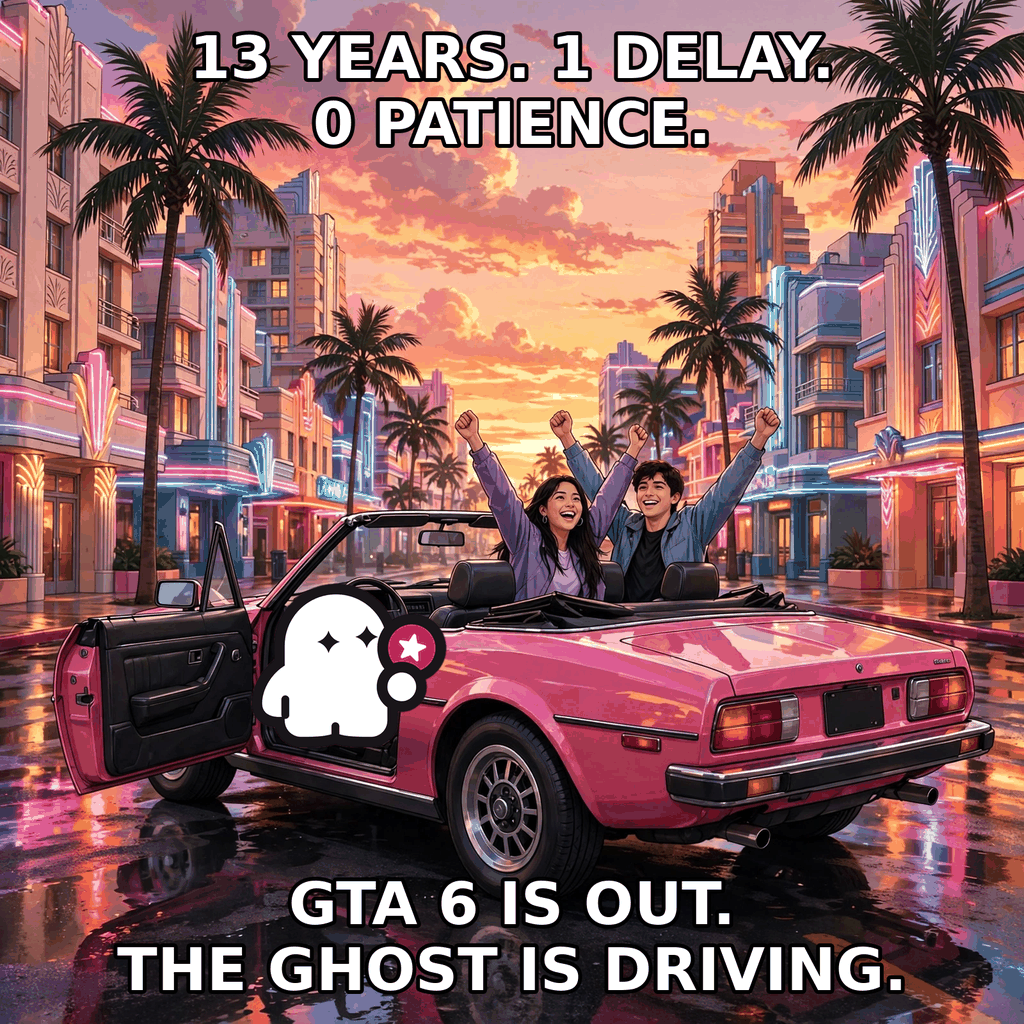 13 YEARS. 1 DELAY.
0 PATIENCE.
GTA 6 IS OUT.
THE GHOST IS DRIVING.